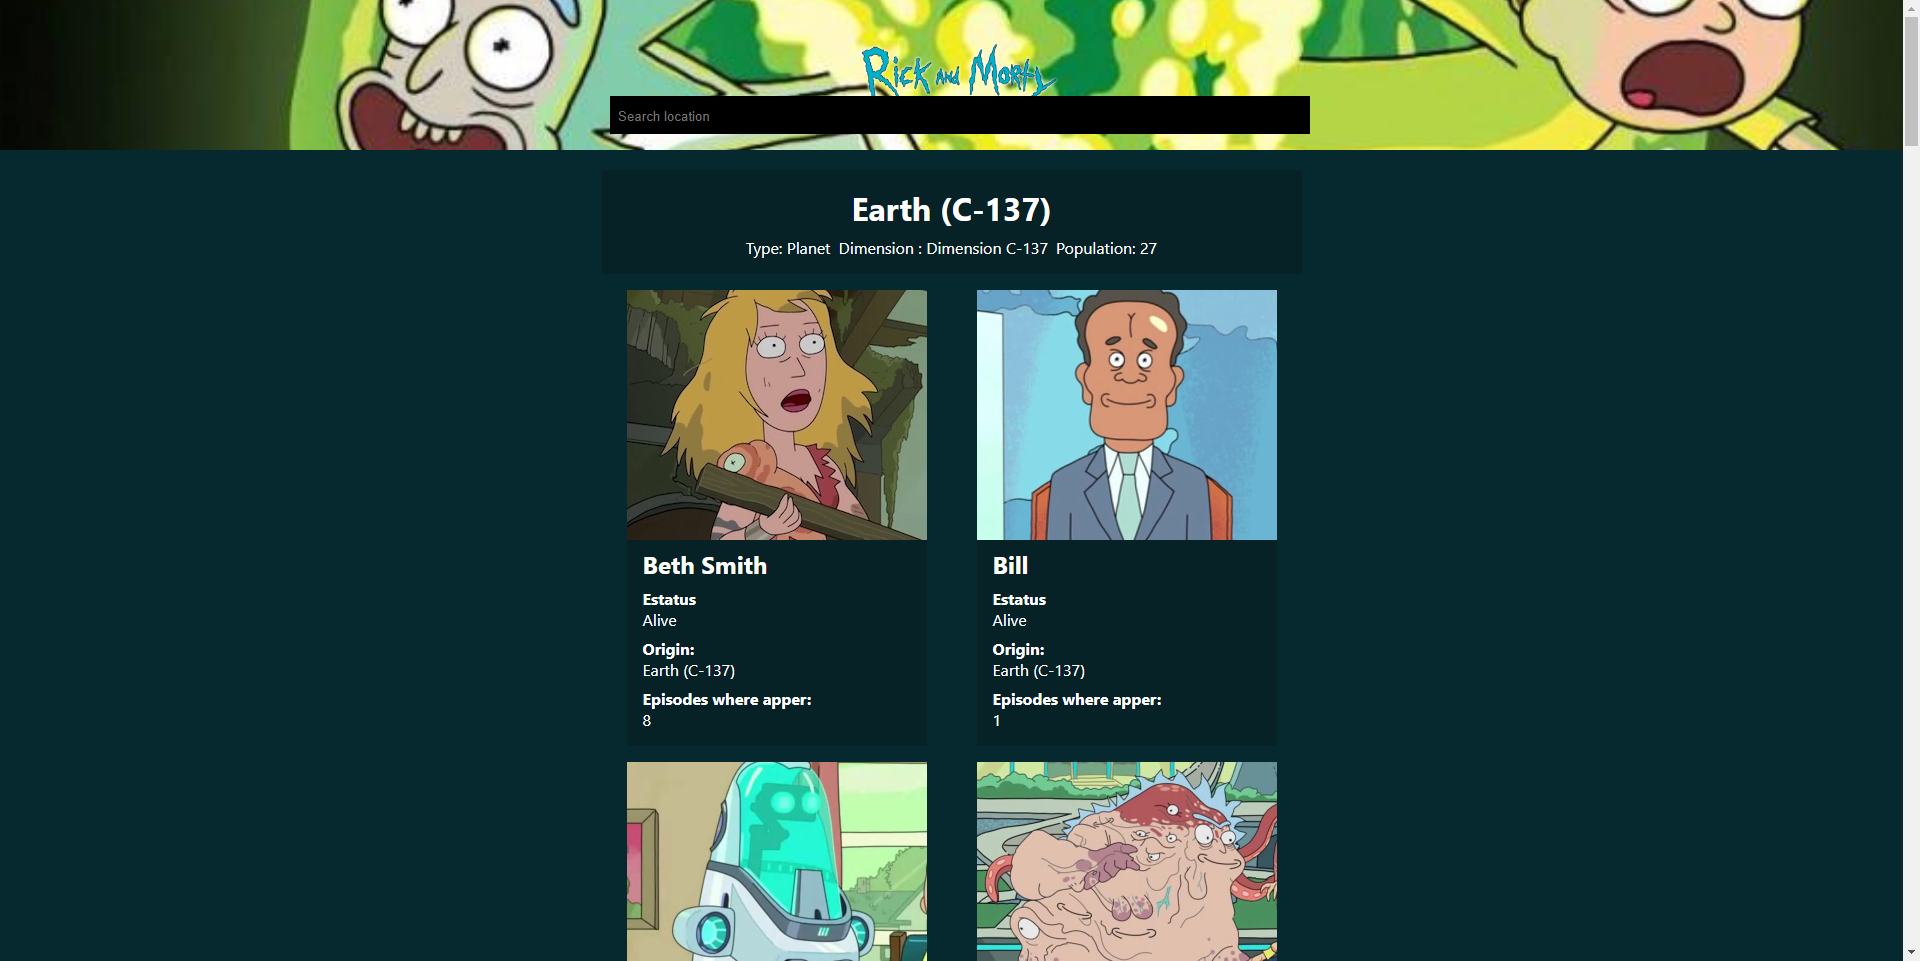 Rick and Morty
Search location
Earth (C-137)
Type: Planet Dimension : Dimension C-137 Population: 27
Beth Smith
Estatus
Alive
Origin:
Earth (C-137)
Episodes where apper:
8
Bill
Estatus
Alive
Origin:
Earth (C-137)
Episodes where apper:
1